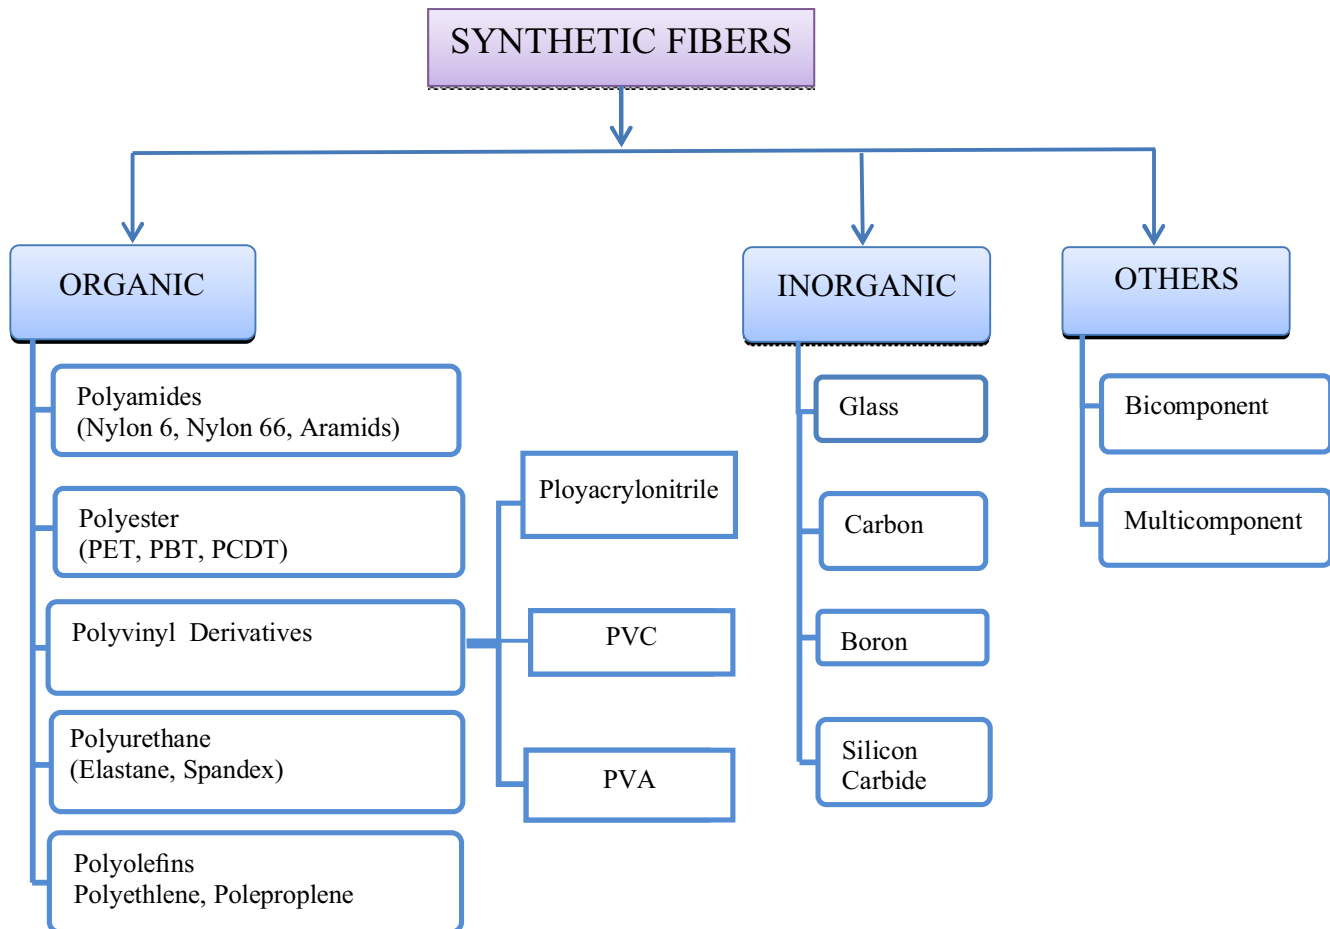 SYNTHETIC FIBERS
ORGANIC
Polyamides
(Nylon 6, Nylon 66, Aramids)
Polyester
(PET, PBT, PCDT)
Polyvinyl Derivatives
Polyurethane
(Elastane, Spandex)
Polyolefins
Polyethlene, Poleproplene
Ployacrylonitrile
PVC
PVA
INORGANIC
Glass
Carbon
Boron
Silicon
Carbide
OTHERS
Bicomponent
Multicomponent